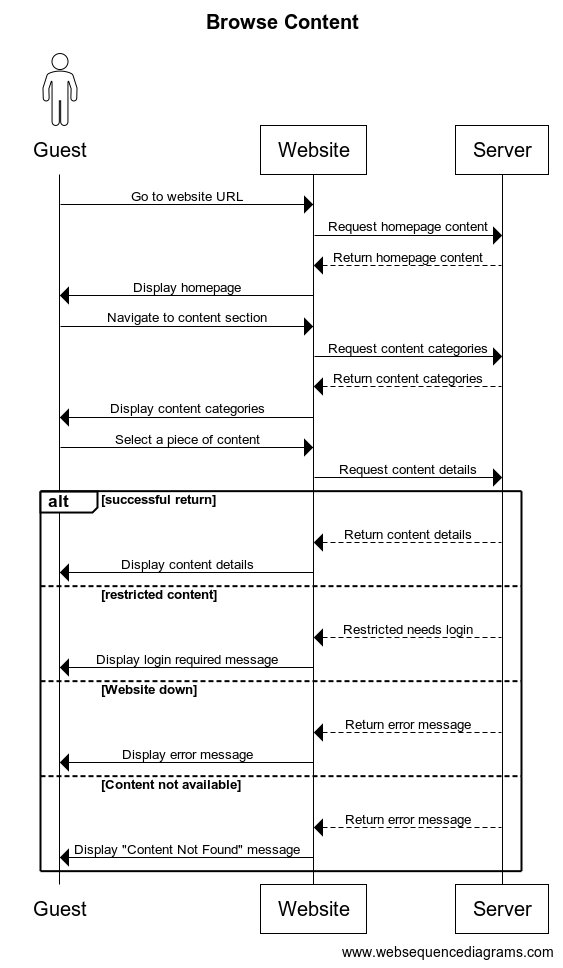 Browse Content
Guest
Website
Server
Go to website URL
Request homepage content
Return homepage content
Display homepage
Navigate to content section
Request content categories
Return content categories
Display content categories
Select a piece of content
Request content details
alt
[successful return]
Return content details
Display content details
[restricted content]
Restricted needs login
Display login required message
[Website down]
Return error message
Display error message
[Content not available]
Return error message
Display "Content Not Found" message
Guest
Website
Server
www.websequencediagrams.com